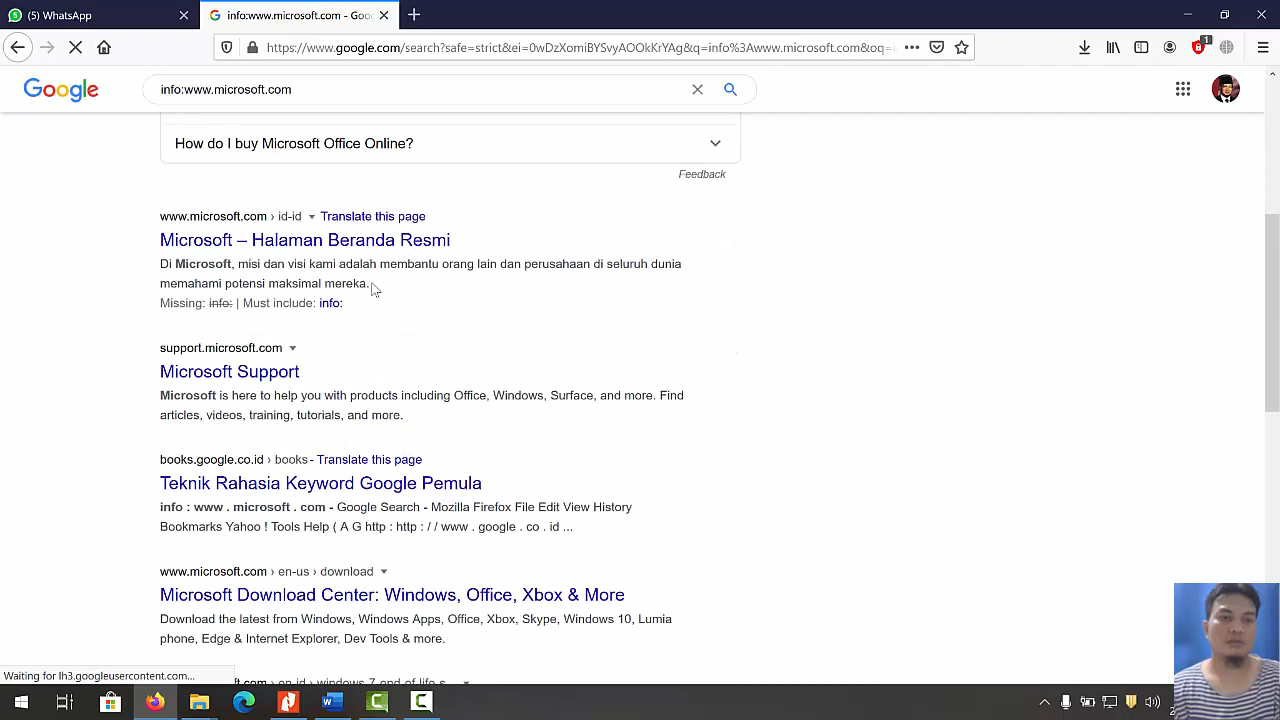 (5) WhatsApp
info:www.microsoft.com - Goo
https://www.google.com/search?safe=strict&ei=0wDzXomiBYSvyAOOkKrYAg&q=info%3Awww.microsoft.com&oq=i
Google
info:www.microsoft.com
How do I buy Microsoft Office Online?
Feedback
www.microsoft.com › id-id Translate this page
Microsoft – Halaman Beranda Resmi
Di Microsoft, misi dan visi kami adalah membantu orang lain dan perusahaan di seluruh dunia
memahami potensi maksimal mereka.
Missing: info: | Must include: info:
support.microsoft.com
Microsoft Support
Microsoft is here to help you with products including Office, Windows, Surface, and more. Find
articles, videos, training, tutorials, and more.
books.google.co.id › books - Translate this page
Teknik Rahasia Keyword Google Pemula
info : www . microsoft . com - Google Search - Mozilla Firefox File Edit View History
Bookmarks Yahoo ! Tools Help ( A G http : http : / / www . google . co . id ...
www.microsoft.com › en-us › download
Microsoft Download Center: Windows, Office, Xbox & More
Download the latest from Windows, Windows Apps, Office, Xbox, Skype, Windows 10, Lumia
phone, Edge & Internet Explorer, Dev Tools & more.
Waiting for lh3.googleusercontent.com...